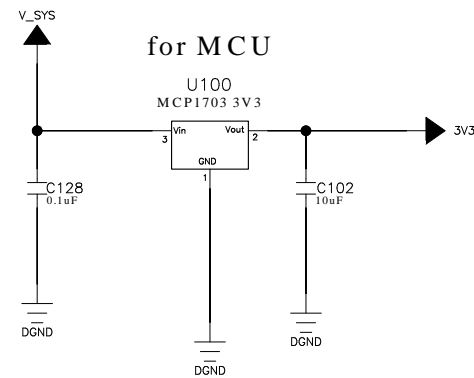 V_SYS
for MCU
U100
MCP1703 3V3
Vin
Vout
3
2
3V3
GND
1
C128
0.1uF
C102
10uF
DGND
DGND
DGND